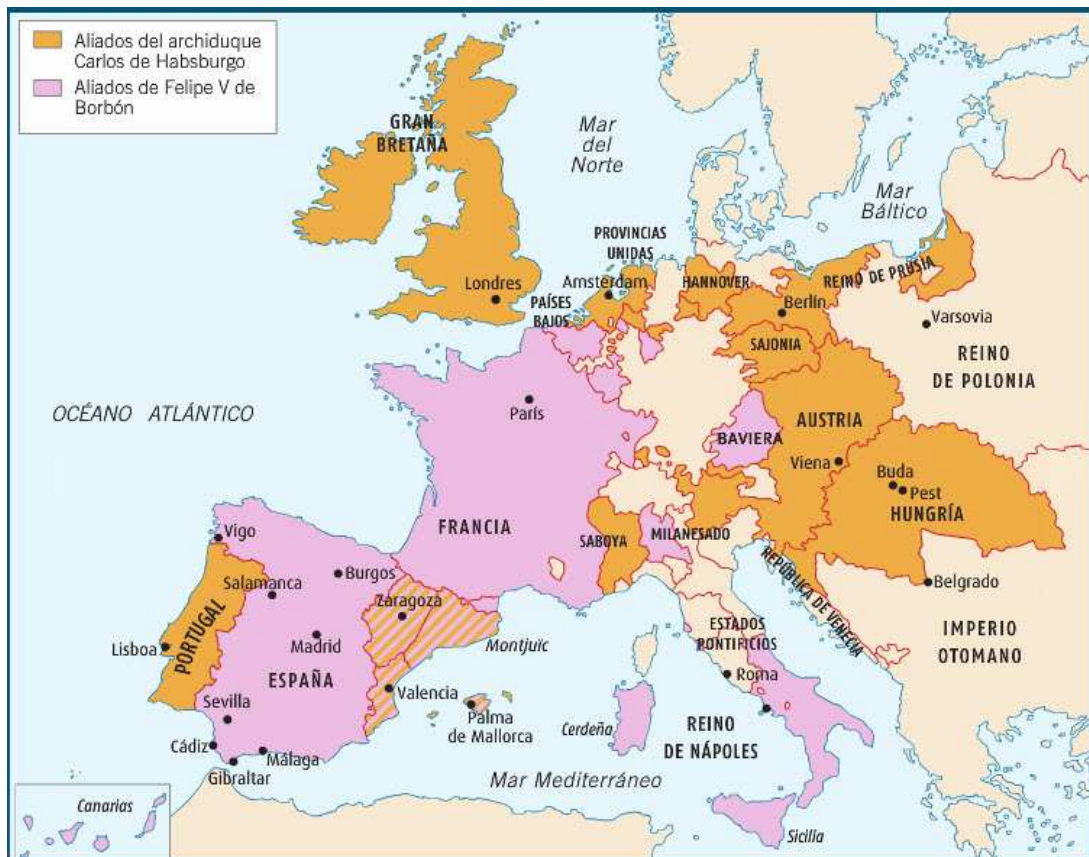 Aliados del archiduque
Carlos de Habsburgo
Aliados de Felipe V de
Borbón
GRAN
BRETAÑA
Mar
del
Norte
Mar
Báltico
PROVINCIAS
UNIDAS
Londres
Amsterdam
HANNOVER
REINO DE PRUSIA
PAÍSES
BAJOS
Berlín
Varsovia
SAJONIA
REINO
DE POLONIA
OCÉANO ATLÁNTICO
París
BAVIERA
AUSTRIA
Viena
Buda
Pest
HUNGRÍA
FRANCIA
SABOYA
MILANESADO
Vigo
Burgos
Salamanca
Zaragoza
REPÚBLICA DE VENECIA
Belgrado
PORTUGAL
Madrid
Montjuïc
ESTADOS
PONTIFICIOS
IMPERIO
OTOMANO
Lisboa
ESPAÑA
Valencia
Roma
Sevilla
Palma
de Mallorca
Cerdeña
REINO
DE NÁPOLES
Cádiz
Málaga
Gibraltar
Mar Mediterráneo
Canarias
Sicilia